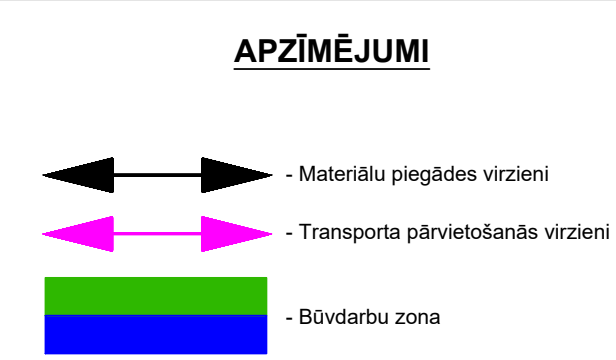 APZĪMĒJUMI
- Materiālu piegādes virzieni
- Transporta pārvietošanās virzieni
- Būvdarbu zona